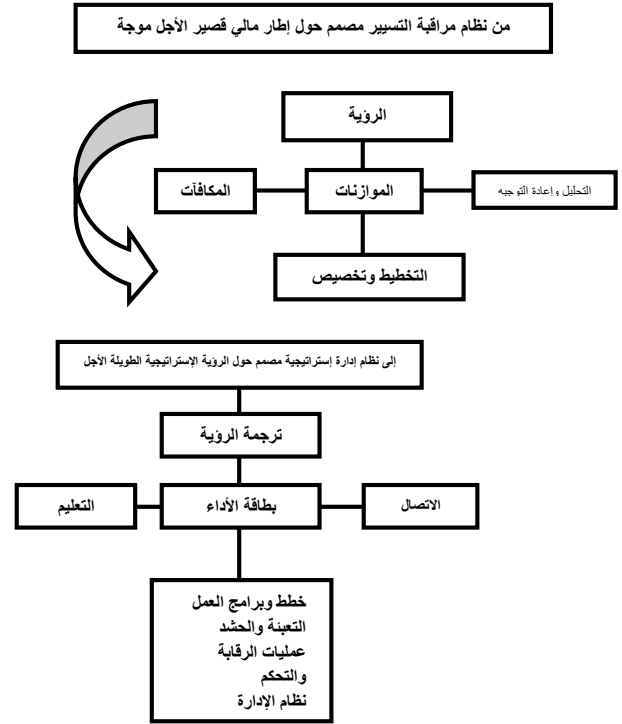 من نظام مراقبة التسيير مصمم حول إطار مالي قصير الأجل موجة
الرؤية
التحليل وإعادة التوجيه
الموازنات
المكافآت
التخطيط وتخصيص
إلى نظام إدارة إستراتيجية مصمم حول الرؤية الإستراتيجية الطويلة الأجل
ترجمة الرؤية
الاتصال
بطاقة الأداء
التعليم
خطط وبرامج العمل
التعبئة والحشد
عمليات الرقابة
والتحكم
نظام الإدارة